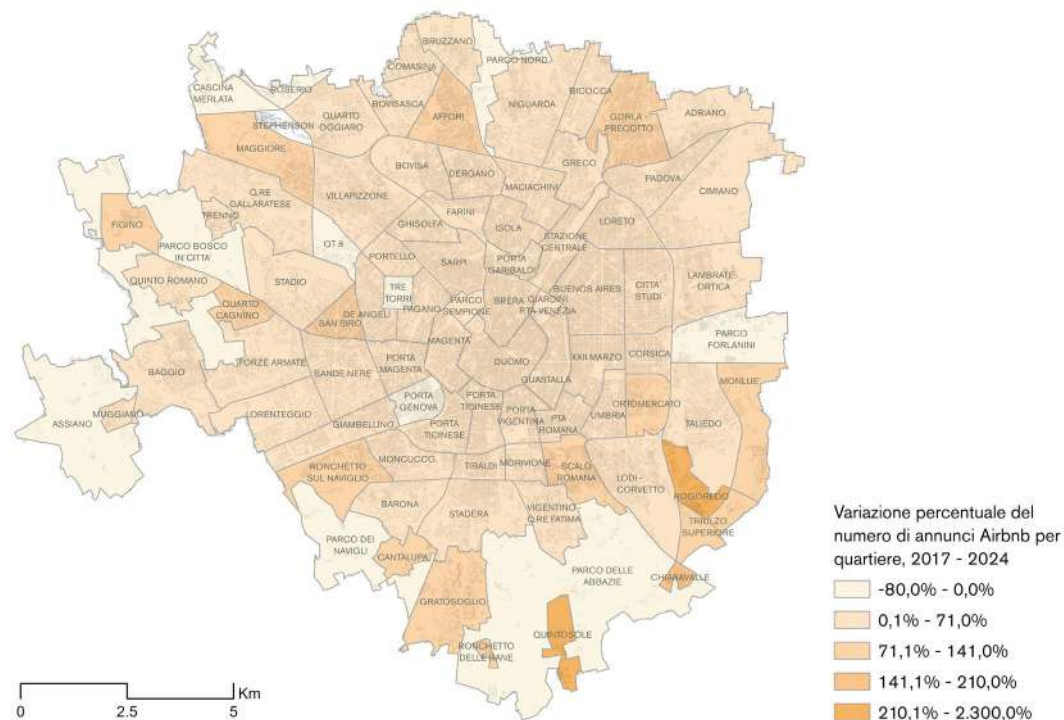 BRUZZANO
PARCO NORD
COMASINA
CASCINA
MERLATA
ROSERIO
BICOCCA
BOVISASCA
AFFORI
NIGUARDA
QUARTO
OGGIARO
GORLA -
PRECOTTO
ADRIANO
STEPHENSON
MAGGIORE
BOVISA
GRECO
DERGANO
PADOVA
MACIACHINI
CIMIANO
Q.RE
GALLARATESE
VILLAPIZZONE
FARINI
TRENNO
GHISOLFA
ISOLA
LORETO
FIGINO
STAZIONE
CENTRALE
PARCO BOSCO
IN CITTA'
QT 8
PORTELLO
SARPI
PORTA
GARIBALDI
QUINTO ROMANO
STADIO
TRE
TORRI
BUENOS AIRES
CITTA'
STUDI
LAMBRATE -
ORTICA
PARCO
SEMPIONE
BRERA
GIARDINI
P.TA VENEZIA
QUARTO
CAGNINO
DE ANGELI
SAN SIRO
PAGANO
PARCO
FORLANINI
MAGENTA
FORZE ARMATE
BANDE NERE
PORTA
MAGENTA
DUOMO
XXII MARZO
CORSICA
BAGGIO
GUASTALLA
MONLUE'
PORTA
GENOVA
PORTA
TICINESE
PORTA
VIGENTINA
ORTOMERCATO
MUGGIANO
LORENTEGGIO
UMBRIA
ASSIANO
GIAMBELLINO
PORTA
TICINESE
PTA
ROMANA
TALIEDO
MONCUCCO
TIBALDI
MORIVIONE
RONCHETTO
SUL NAVIGLIO
SCALO
ROMANA
LODI -
CORVETTO
ROGOREDO
BARONA
STADERA
VIGENTINO -
Q.RE FATIMA
TRIULZO
SUPERIORE
PARCO DEI
NAVIGLI
CANTALUPA
PARCO DELLE
ABBAZIE
CHIARAVALLE
GRATOSOGLIO
QUINTOSOLE
RONCHETTO
DELLE RANE
Km
0 2.5 5
Variazione percentuale del
numero di annunci Airbnb per
quartiere, 2017 - 2024
-80,0% - 0,0%
0,1% - 71,0%
71,1% - 141,0%
141,1% - 210,0%
210,1% - 2.300,0%